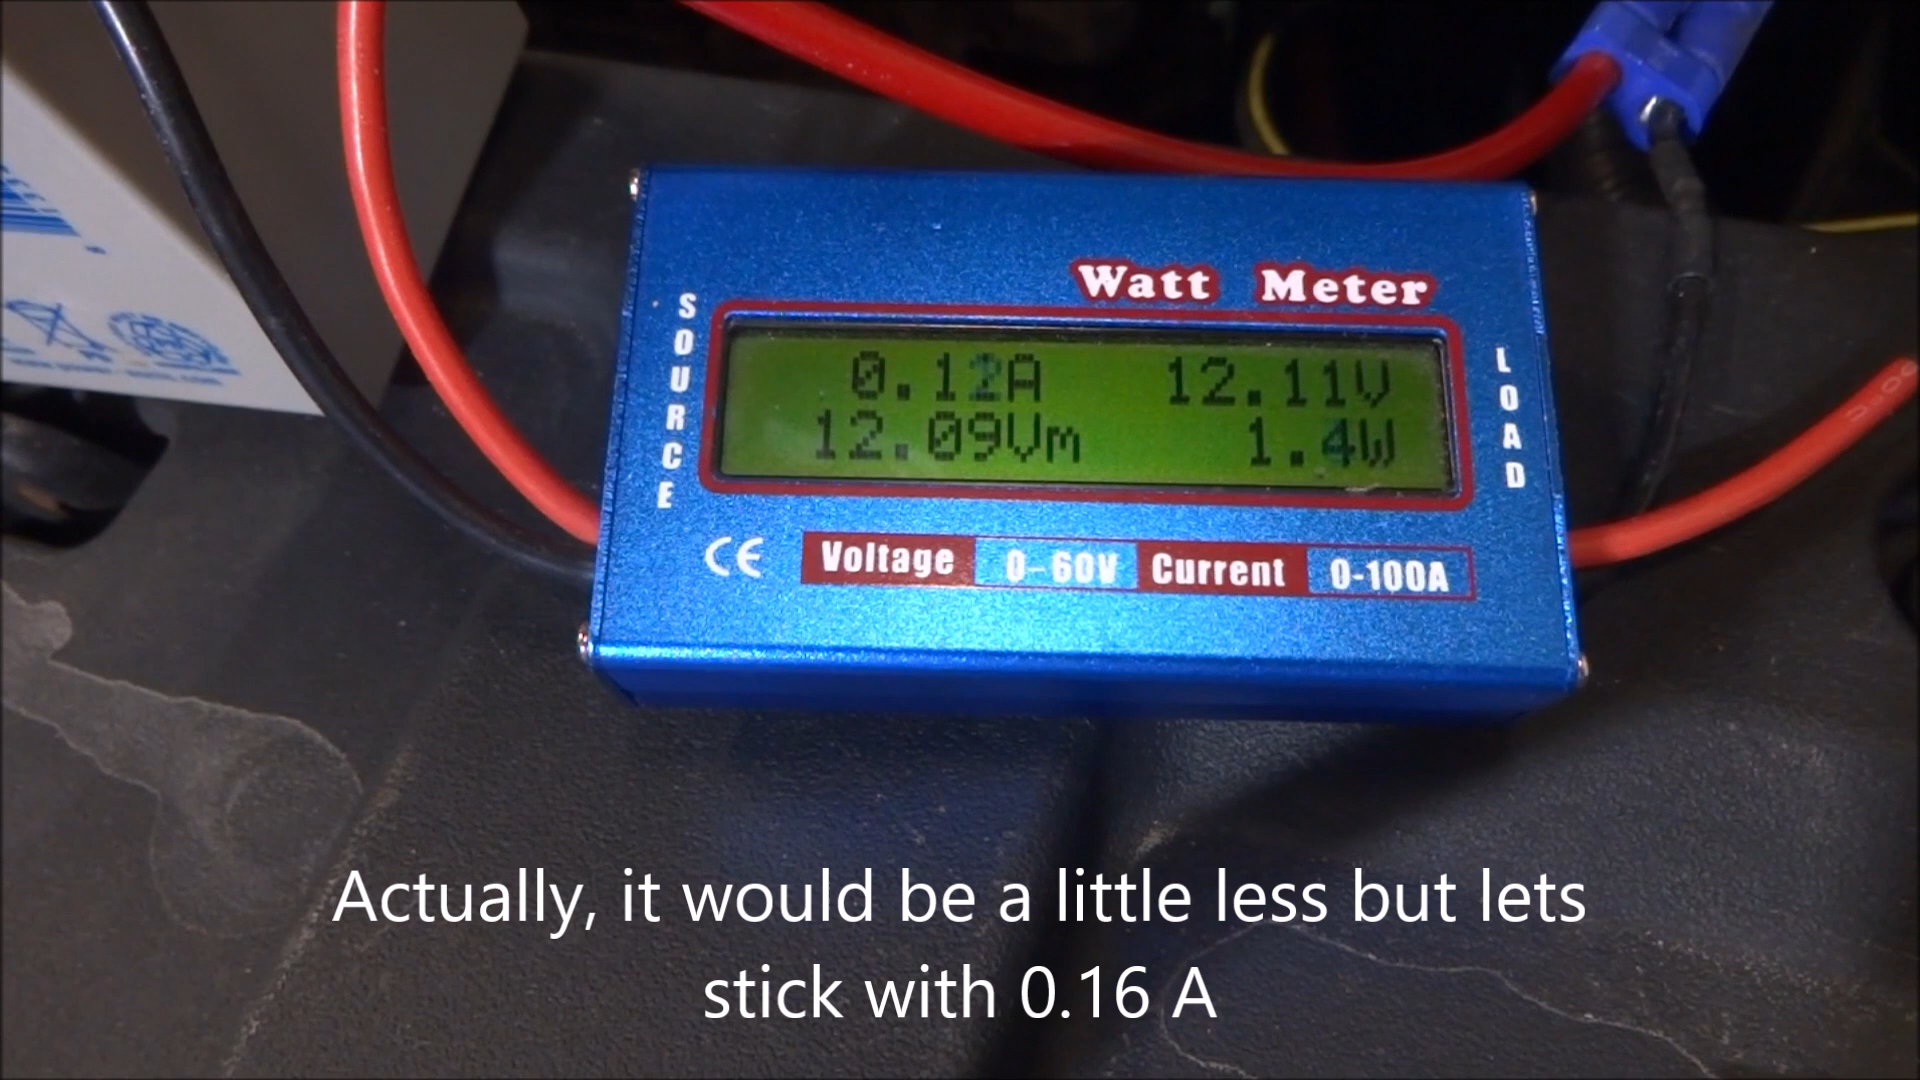 Watt Meter
SOURCE
0.12A 12.11V
12.09Vm 1.4W
LOAD
CE Voltage 0-60V Current 0-100A
Actually, it would be a little less but lets
stick with 0.16 A